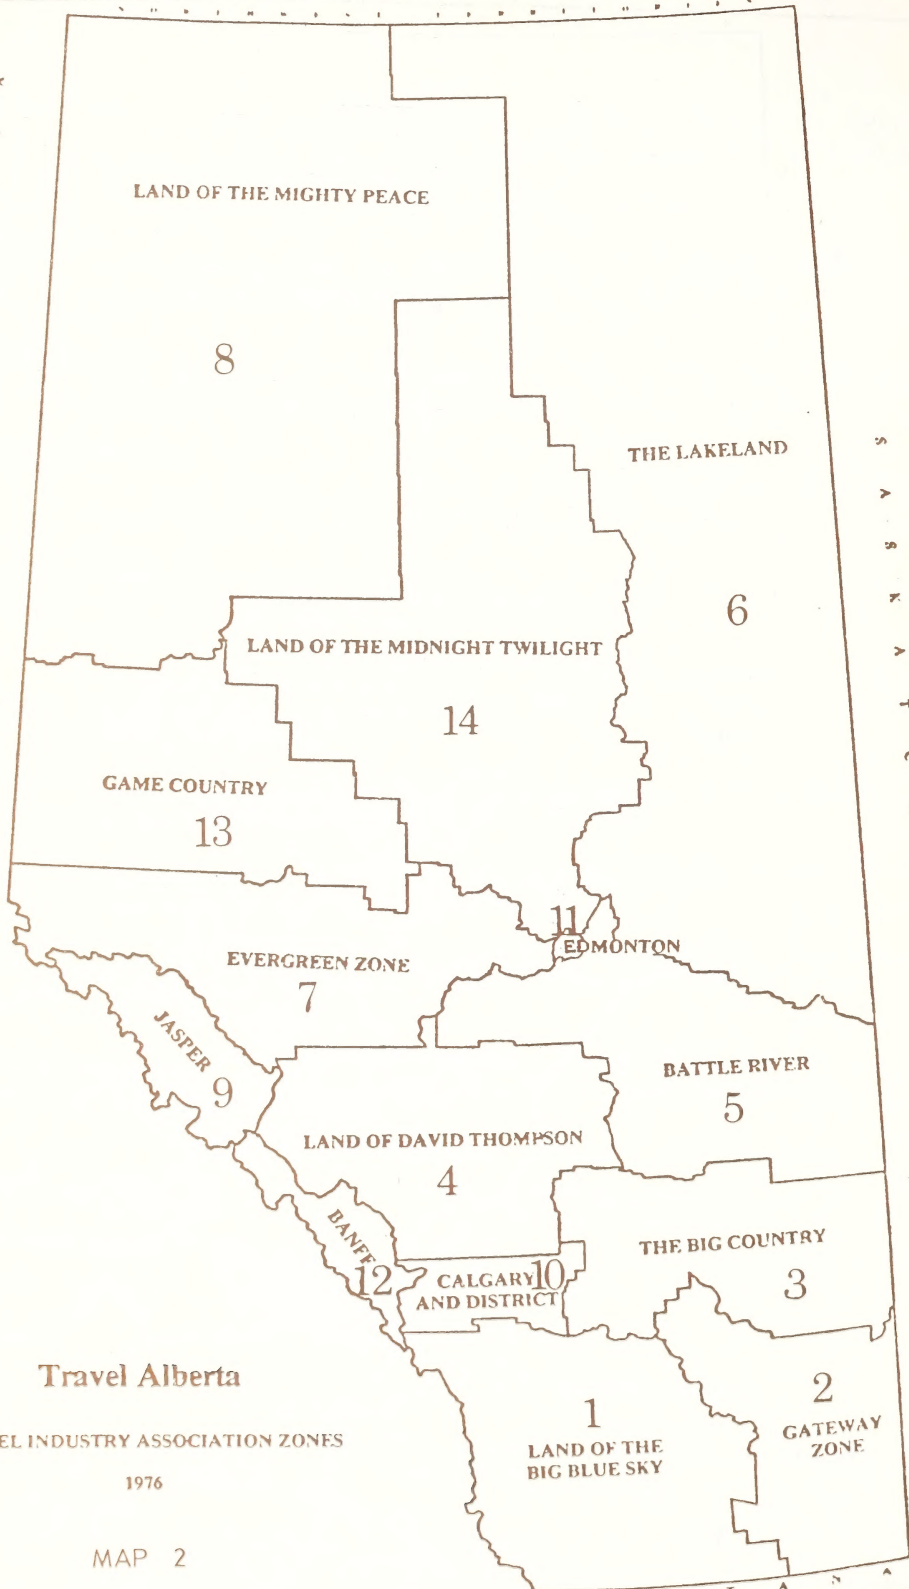 LAND OF THE MIGHTY PEACE
8
THE LAKELAND
6
S A S K A T C
LAND OF THE MIDNIGHT TWILIGHT
14
GAME COUNTRY
13
11
EDMONTON
EVERGREEN ZONE
7
JASPER
9
BATTLE RIVER
5
LAND OF DAVID THOMPSON
4
BANFF
12
THE BIG COUNTRY
3
CALGARY 10
AND DISTRICT
Travel Alberta
EL INDUSTRY ASSOCIATION ZONES
1976
MAP 2
1
LAND OF THE
BIG BLUE SKY
2
GATEWAY
ZONE
T A N A